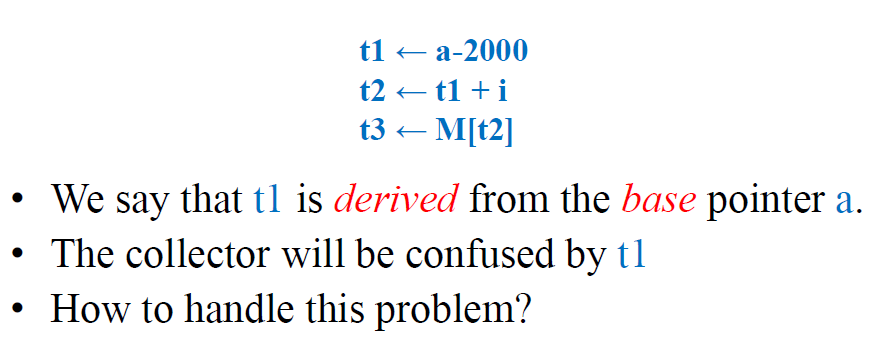 t1 ← a-2000
t2 ← t1 + i
t3 ← M[t2]
• We say that t1 is derived from the base pointer a.
• The collector will be confused by t1
• How to handle this problem?